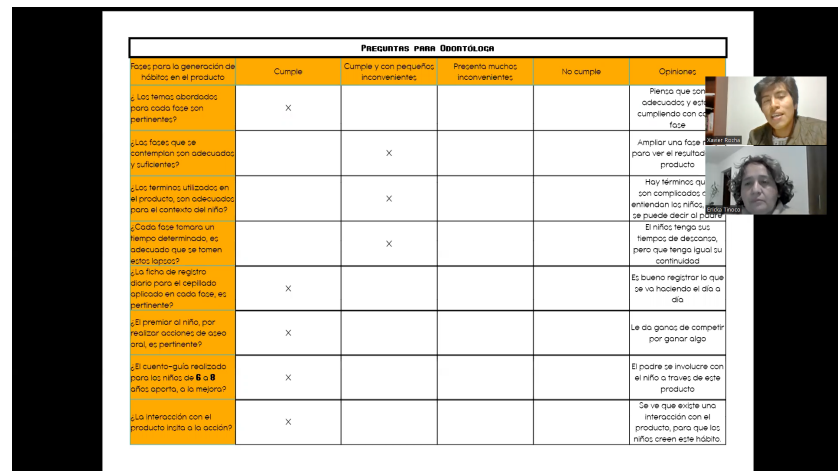 PREGUNTAS PARA ODONTÓLOGA
Fases para la generación de
hábitos en el producto
Cumple
Cumple y con pequeños
inconvenientes
Presenta muchos
inconvenientes
No cumple
Opiniones
¿ Los temas abordados
para cada fase son
pertinentes?
X
Piensa que son
adecuados y
cumpliendo con
fase
¿Las fases que se
contemplan son adecuados
y suficientes?
X
Ampliar una fase
para ver el
producto
¿Los terminos utilizados en
el producto, son adecuados
para el contexto del niño?
X
Hay términos
son complicados
entiendan los niños,
se puede decir al padre
¿Cada fase tomara un
tiempo determinado, es
adecuado que se tomen
estos lapsos?
X
El niños tenga sus
tiempos de descanso,
pero que tenga igual su
continuidad
¿La ficha de registro
diario para el cepillado
aplicado en cada fase, es
pertinente?
X
Es bueno registrar lo que
se va haciendo el día a
día
¿El premiar al niño, por
realizar acciones de aseo
oral, es pertinente?
X
Le da ganas de competir
por ganar algo
¿El cuento-guía realizado
para los niños de 6 a 8
años aporta, a la mejora?
X
El padre se involucre con
el niño a traves de este
producto
¿La interacción con el
producto insita a la acción?
X
Se ve que existe una
interacción con el
producto, para que los
niños creen este hábito.
Xavier Rocha
Ericka Tinoco